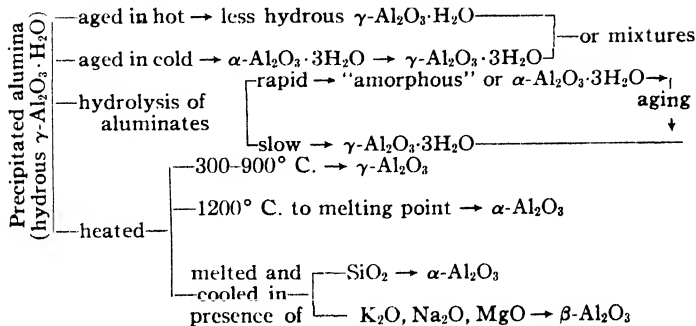 Precipitated alumina
(hydrous γ-Al₂O₃·H₂O)
aged in hot → less hydrous γ-Al₂O₃·H₂O
or mixtures
aged in cold → α-Al₂O₃·3H₂O → γ-Al₂O₃·3H₂O
rapid → "amorphous" or α-Al₂O₃·3H₂O →
hydrolysis of
aluminates
aging
slow → γ-Al₂O₃·3H₂O
300–900° C. → γ-Al₂O₃
1200° C. to melting point → α-Al₂O₃
heated
melted and
cooled in
presence of
SiO₂ → α-Al₂O₃
K₂O, Na₂O, MgO → β-Al₂O₃